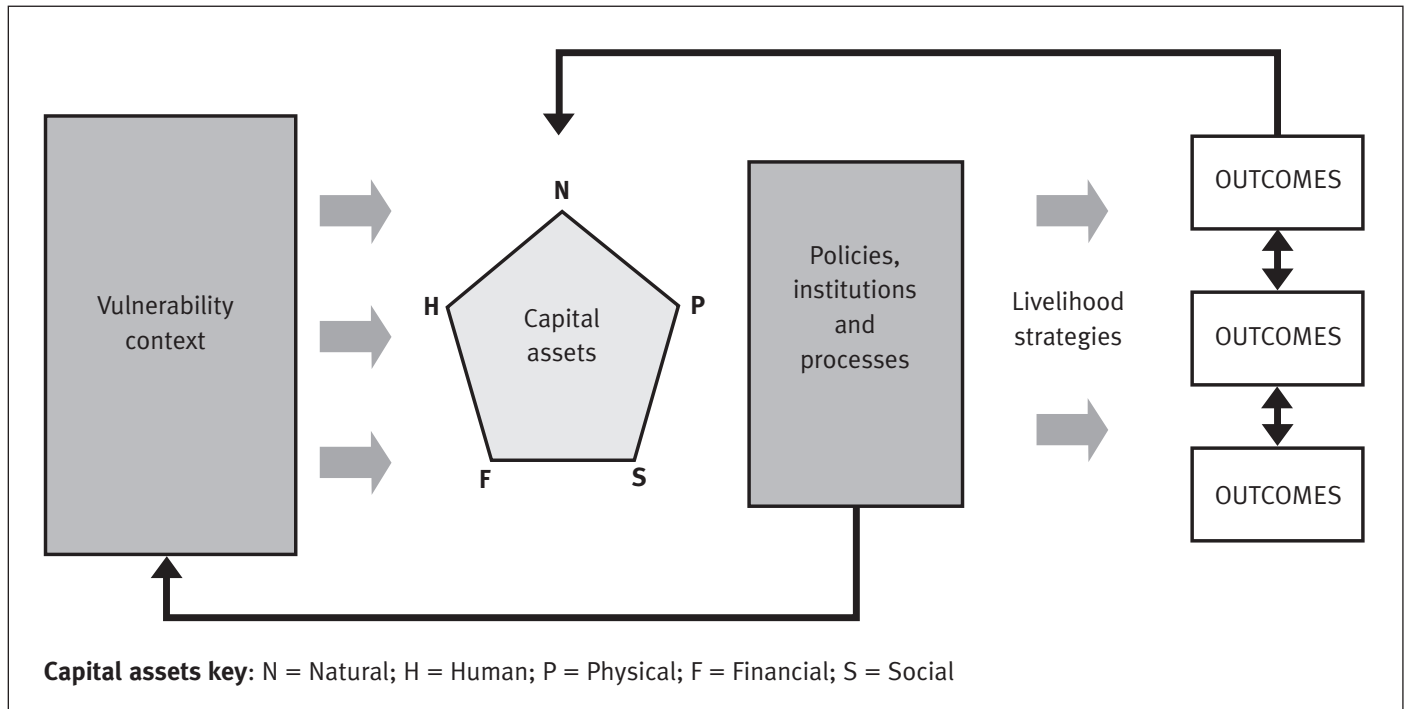 Vulnerability
context
N
H
P
F
S
Capital
assets
Policies,
institutions
and
processes
Livelihood
strategies
OUTCOMES
OUTCOMES
OUTCOMES
Capital assets key: N = Natural; H = Human; P = Physical; F = Financial; S = Social